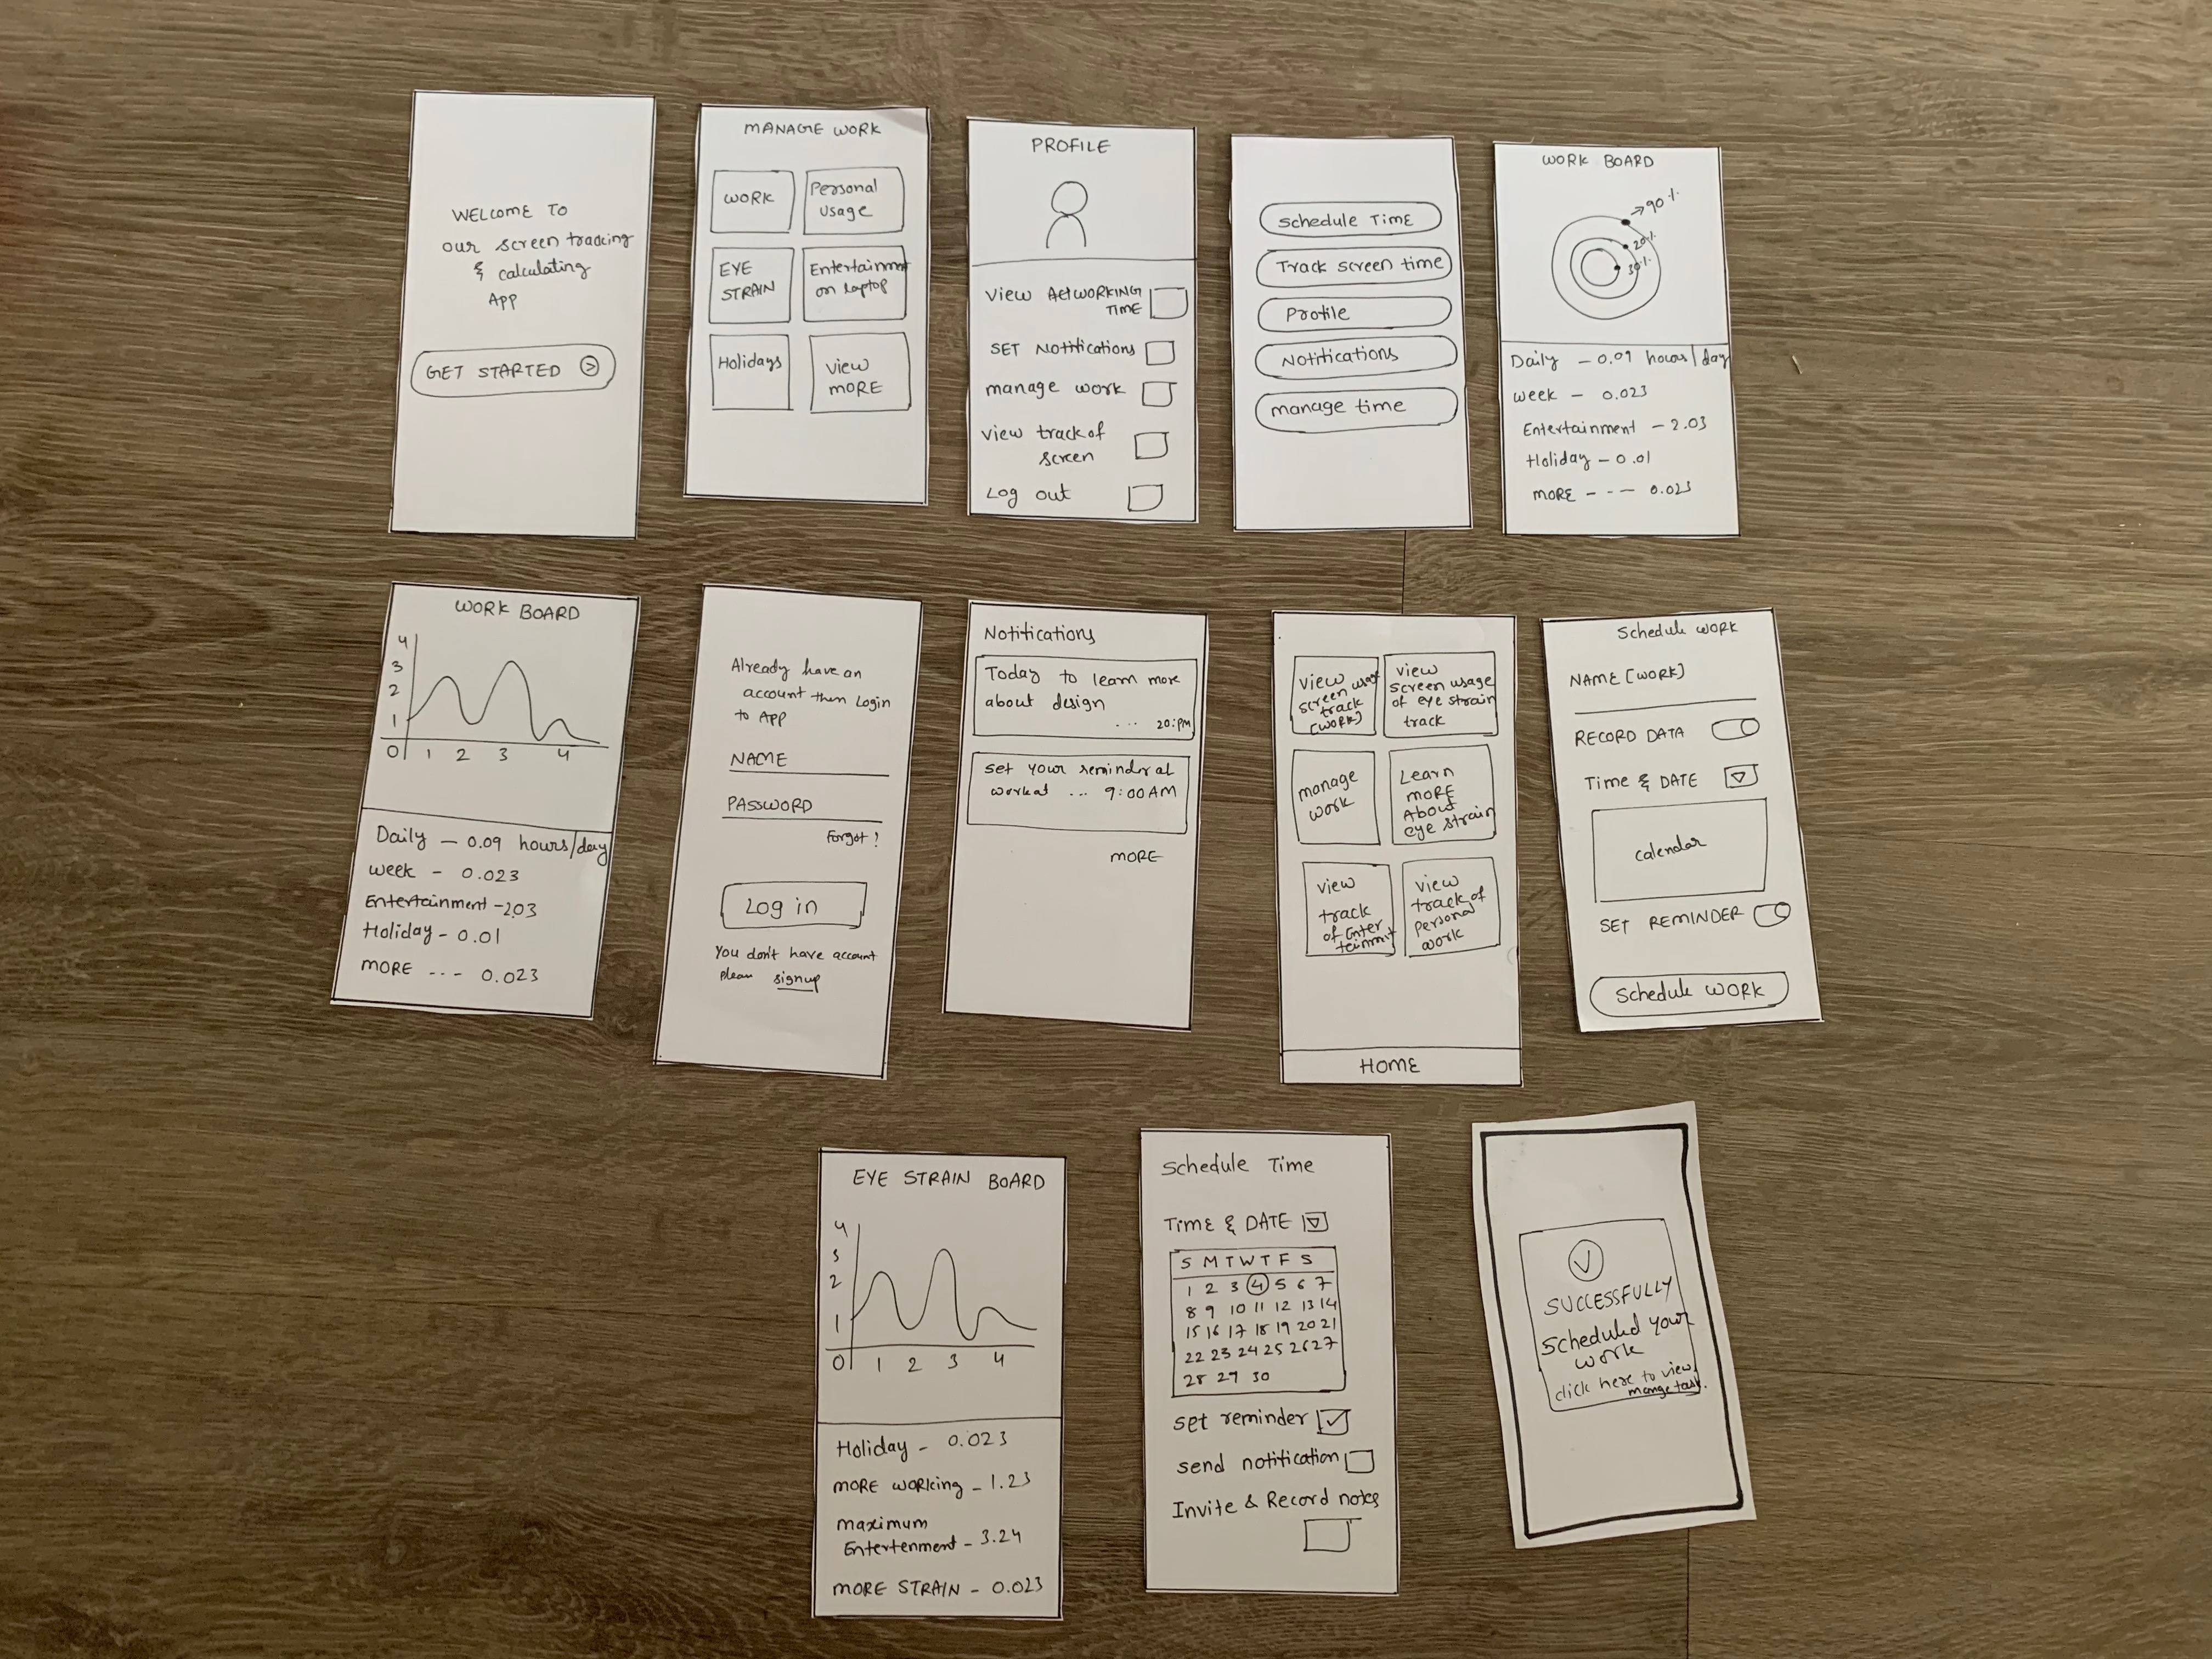 WELCOME TO
our screen tracking
& calculating
APP
GET STARTED
MANAGE WORK
WORK
Personal
Usage
EYE
STRAIN
Entertainment
on laptop
Holidays
view
MORE
PROFILE
View
WORKING
TIME
SET Notifications
manage work
view track of
screen
Log out
Schedule TIME
Track screen time
Profile
Notifications
manage time
WORK BOARD
90%
20%
30%
Daily - 0.09 hours/day
week - 0.023
Entertainment - 2.03
Holiday - 0.01
MORE - - - 0.023
WORK BOARD
4
3
2
1
0 1 2 3 4
Daily - 0.09 hours/day
week - 0.023
Entertainment - 2.03
Holiday - 0.01
MORE - - - 0.023
Already have an
account then Login
to APP
NAME
PASSWORD
Forgot?
Log in
You don't have account
signup
Notifications
Today to learn more
about design
... 20:PM
set your reminder at
work at ... 9:00AM
MORE
view
screen usage
track
[WORK]
view
screen usage
of eye strain
track
manage
work
Learn
MORE
About
eye strain
view
track
of Enter
view
track of
personal
work
HOME
Schedule WORK
NAME [WORK]
RECORD DATA
Time & DATE
calendar
SET REMINDER
Schedule WORK
EYE STRAIN BOARD
4
3
2
1
0 1 2 3 4
Holiday - 0.023
MORE working - 1.23
maximum
Entertenment - 3.24
MORE STRAIN - 0.023
Schedule Time
TIME & DATE
S M T W T F S
1 2 3 4 5 6 7
8 9 10 11 12 13 14
15 16 17 18 19 20 21
22 23 24 25 26 27
28 29 30
set reminder
send notification
Invite & Record notes
SUCCESSFULLY
Scheduled your
work
click here to view
mange task.